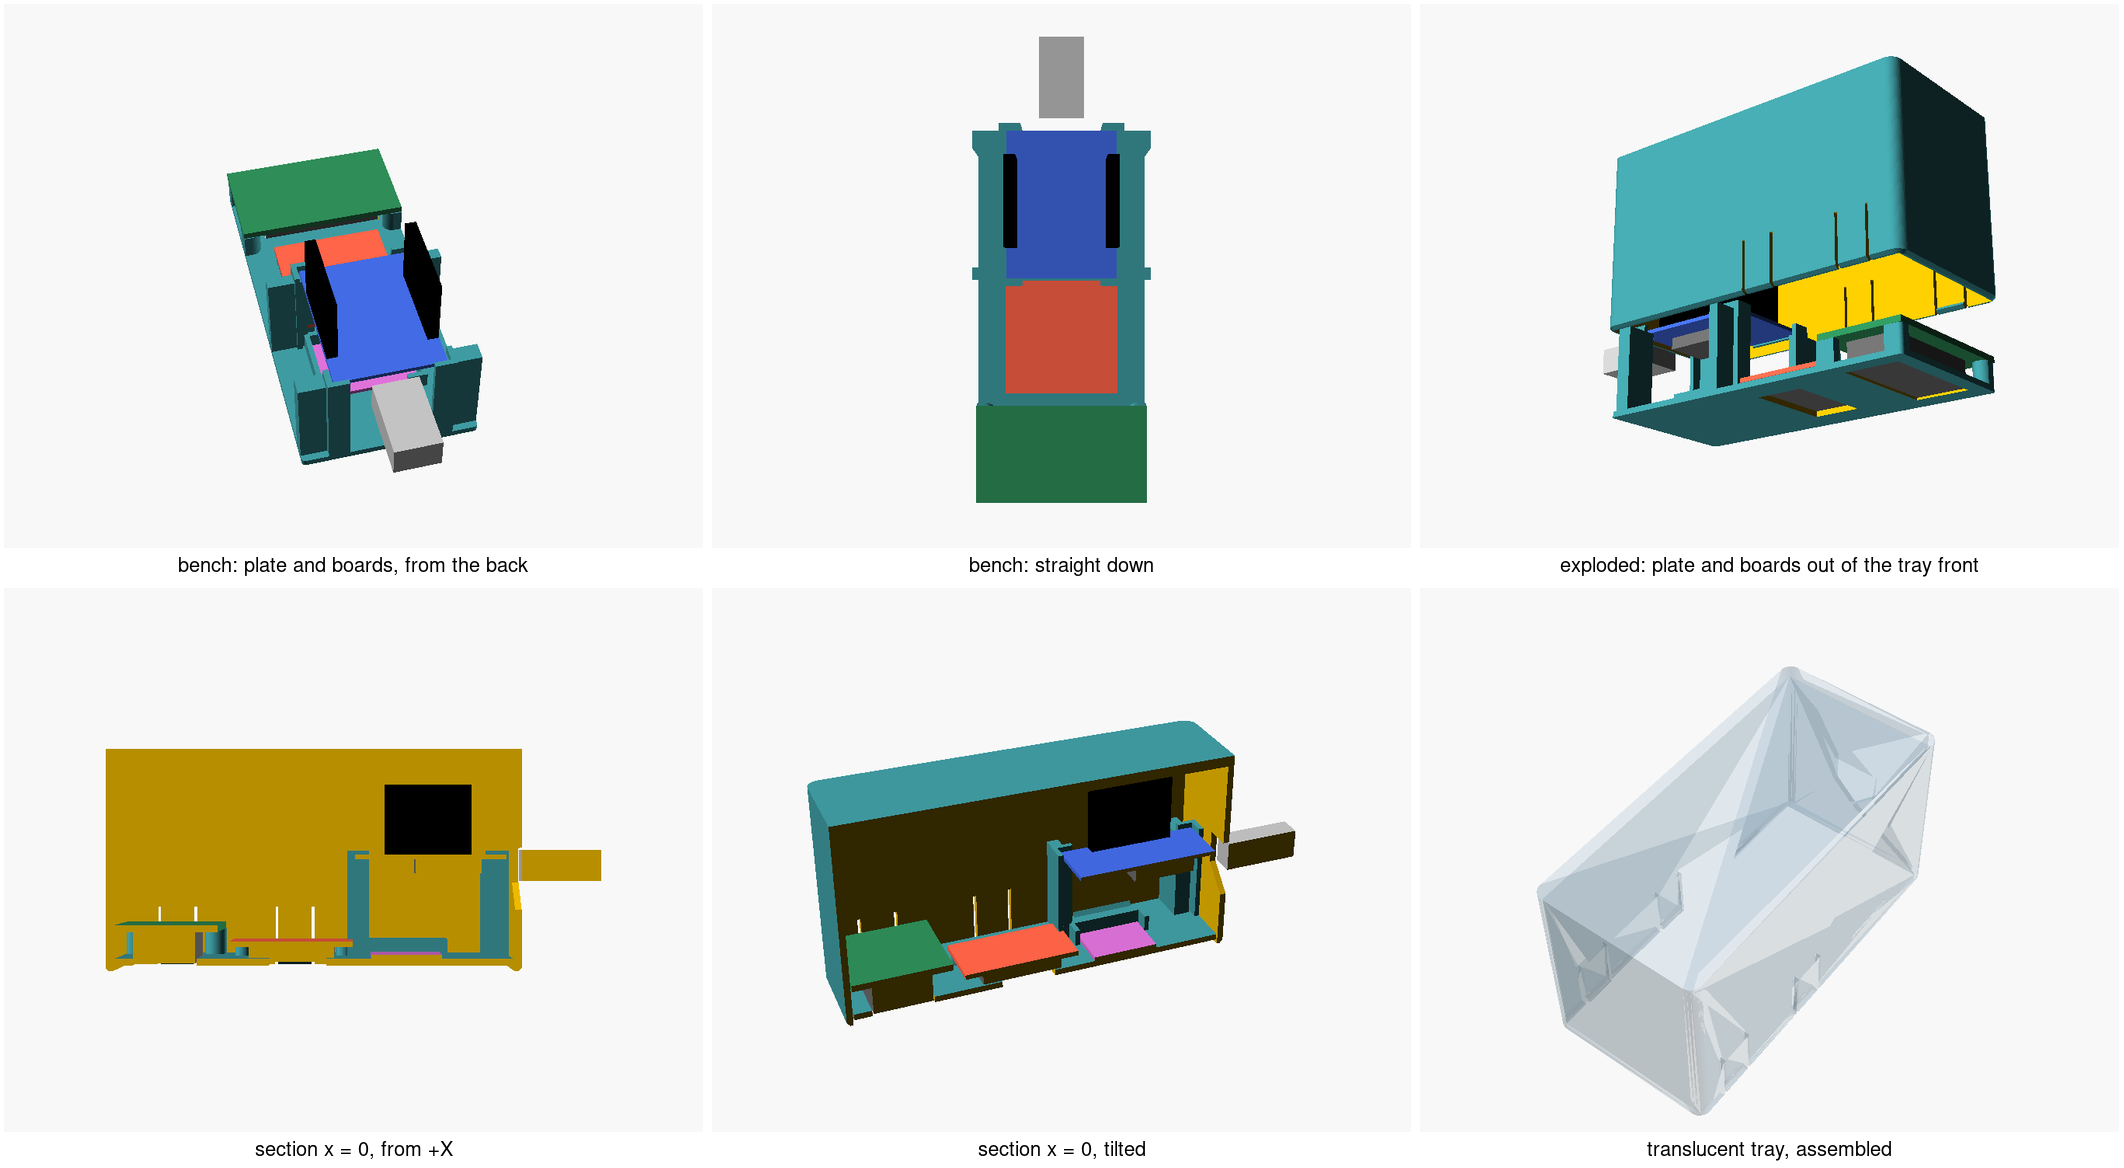 bench: plate and boards, from the back
bench: straight down
exploded: plate and boards out of the tray front
section x = 0, from +X
section x = 0, tilted
translucent tray, assembled